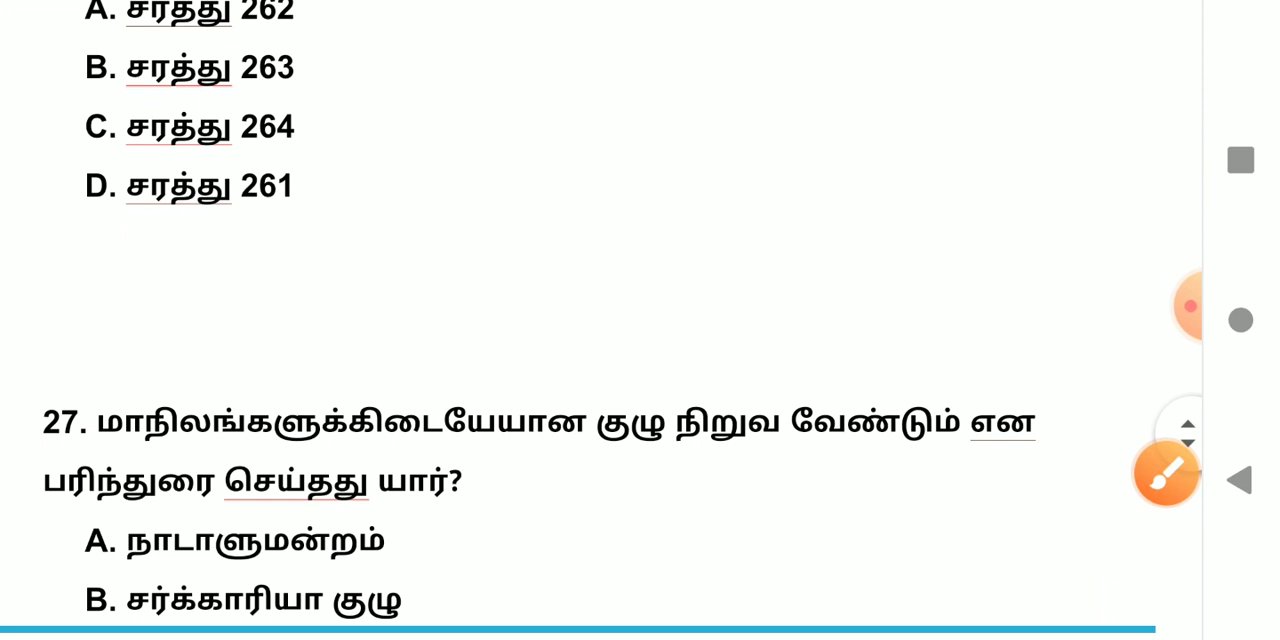 A. சரத்து 262
B. சரத்து 263
C. சரத்து 264
D. சரத்து 261
27. மாநிலங்களுக்கிடையேயான குழு நிறுவ வேண்டும் என
பரிந்துரை செய்தது யார்?
A. நாடாளுமன்றம்
B. சர்க்காரியா குழு